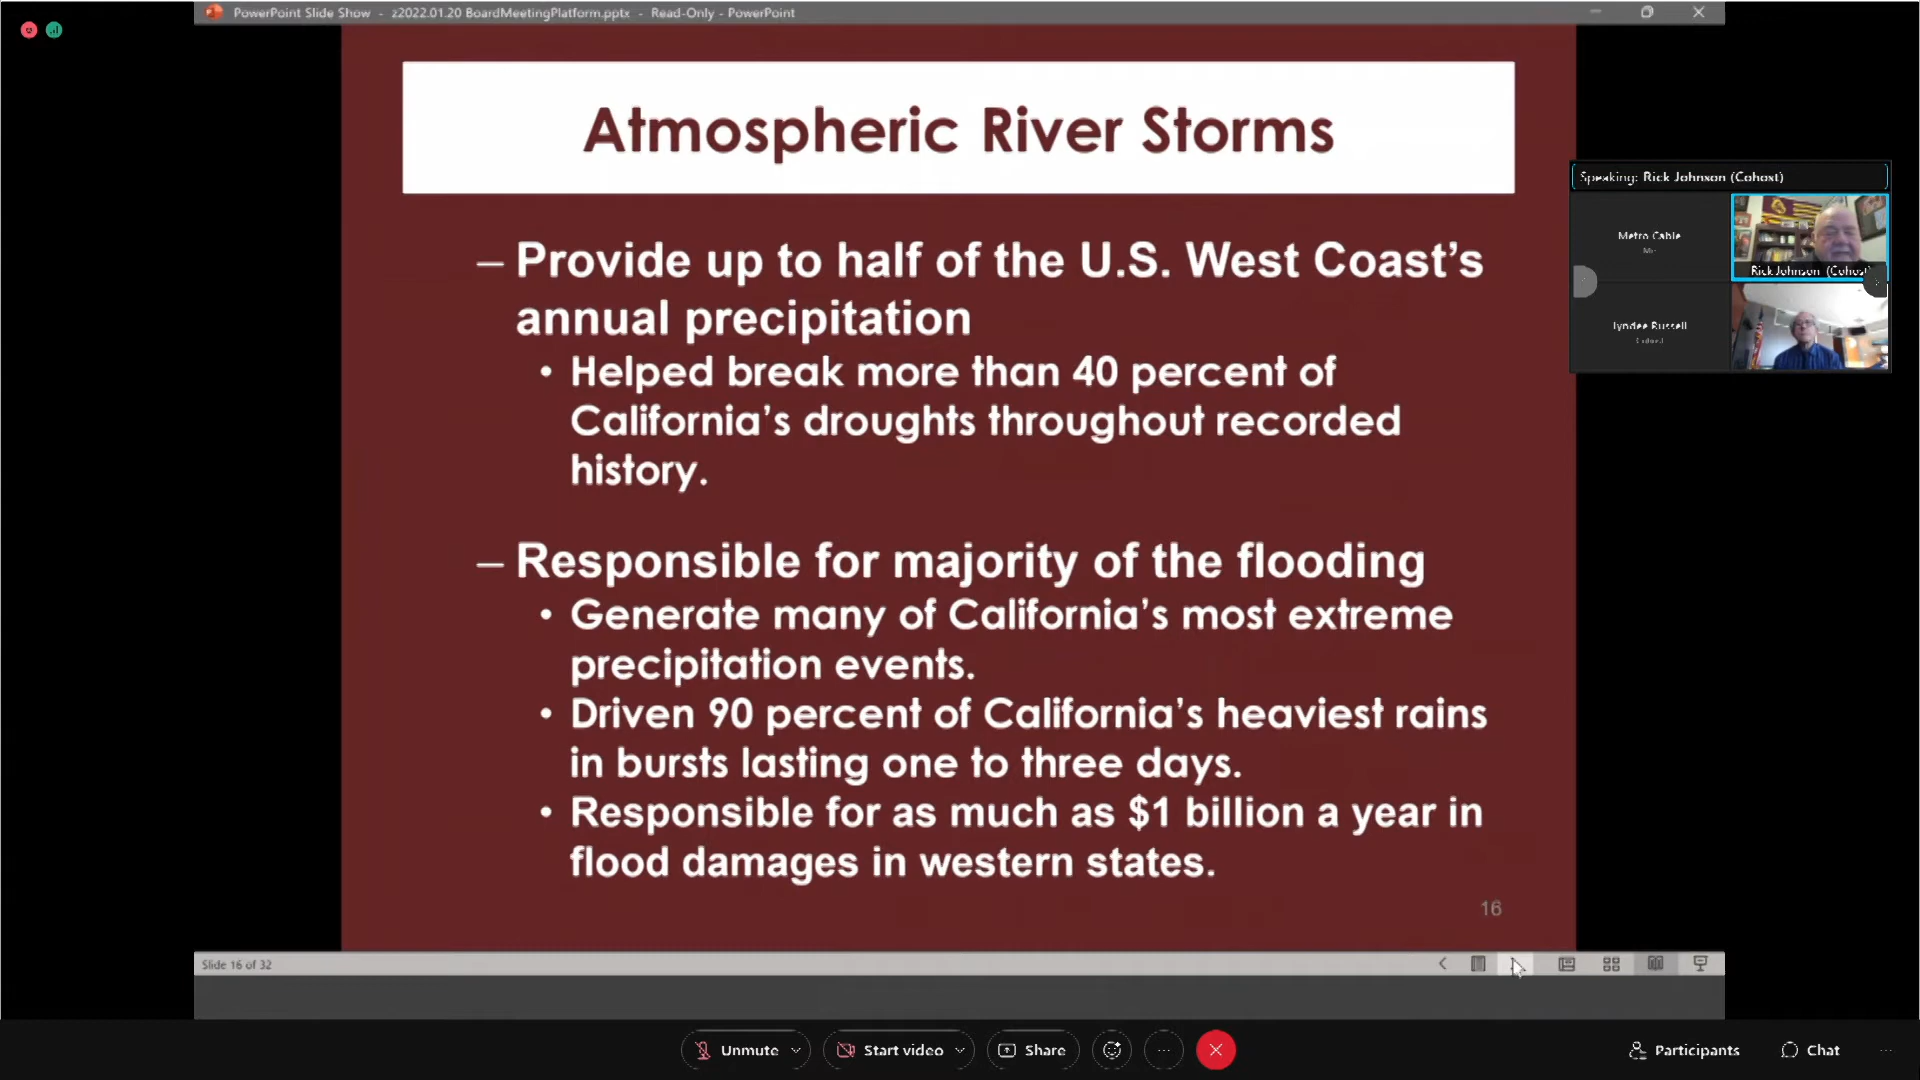 PowerPoint Slide Show - z2022.01.20 BoardMeetingPlatform.pptx - Read-Only - PowerPoint
Atmospheric River Storms
– Provide up to half of the U.S. West Coast's
annual precipitation
• Helped break more than 40 percent of
California's droughts throughout recorded
history.
– Responsible for majority of the flooding
• Generate many of California's most extreme
precipitation events.
• Driven 90 percent of California's heaviest rains
in bursts lasting one to three days.
• Responsible for as much as $1 billion a year in
flood damages in western states.
16
Slide 16 of 32
Speaking: Rick Johnson (Cohost)
Metro Cable
Rick Johnson (Cohost)
Lyndee Russell
Unmute
Start video
Share
Participants
Chat